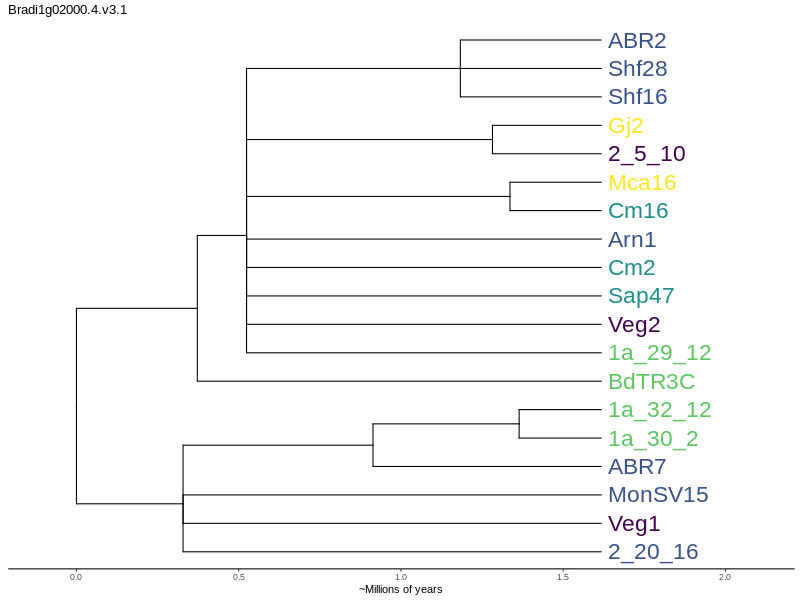 Bradi1g02000.4.v3.1
ABR2
Shf28
Shf16
Gj2
2_5_10
Mca16
Cm16
Arn1
Cm2
Sap47
Veg2
1a_29_12
BdTR3C
1a_32_12
1a_30_2
ABR7
MonSV15
Veg1
2_20_16
0.0 0.5 1.0 1.5 2.0
~Millions of years